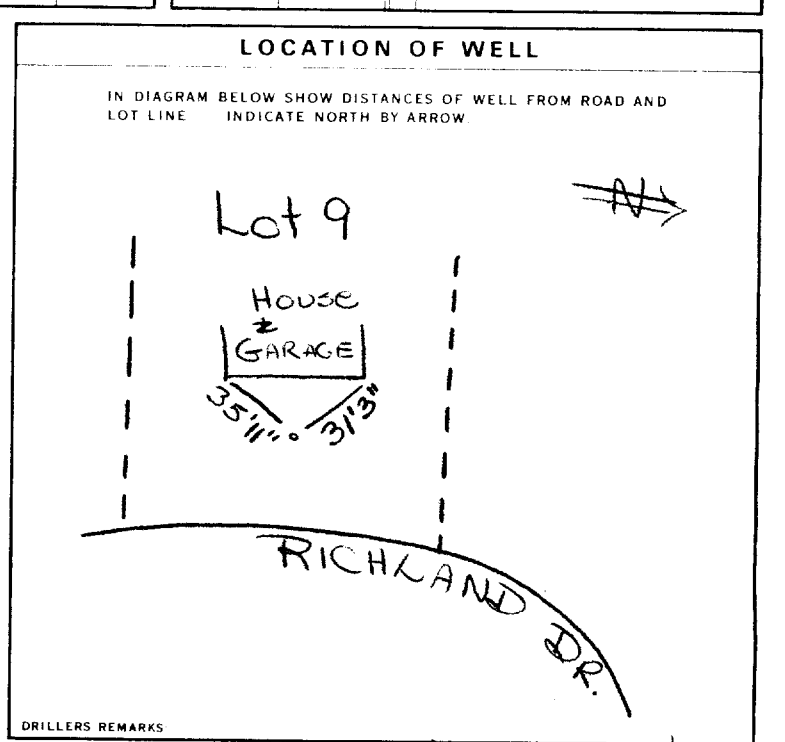 LOCATION OF WELL
IN DIAGRAM BELOW SHOW DISTANCES OF WELL FROM ROAD AND
LOT LINE INDICATE NORTH BY ARROW.
N
Lot 9
House
&
GARAGE
35'11" 31'3"
RICHLAND DR.
DRILLERS REMARKS